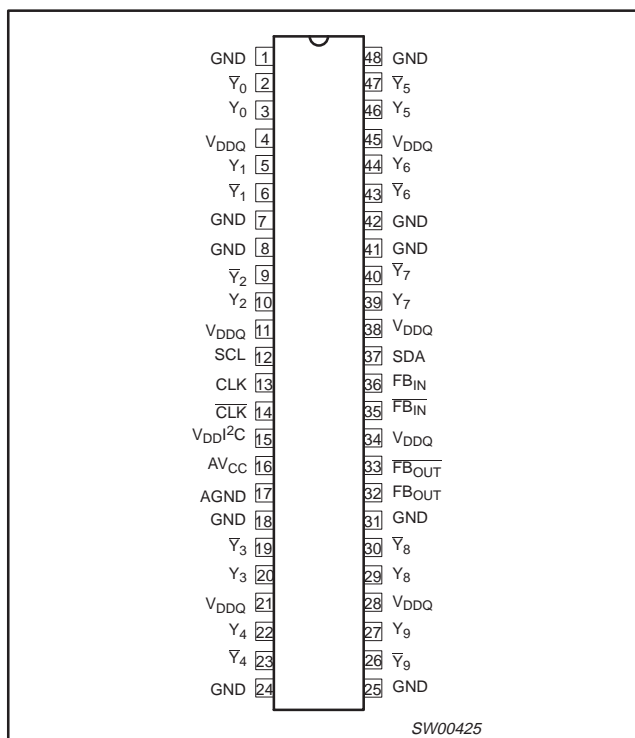 GND 1 48 GND
Y̅0 2 47 Y̅5
Y0 3 46 Y5
VDDQ 4 45 VDDQ
Y1 5 44 Y6
Y̅1 6 43 Y̅6
GND 7 42 GND
GND 8 41 GND
Y̅2 9 40 Y̅7
Y2 10 39 Y7
VDDQ 11 38 VDDQ
SCL 12 37 SDA
CLK 13 36 FBIN
C̅L̅K̅ 14 35 F̅B̅I̅N̅
VDDI²C 15 34 VDDQ
AVCC 16 33 F̅B̅O̅U̅T̅
AGND 17 32 FBOUT
GND 18 31 GND
Y̅3 19 30 Y̅8
Y3 20 29 Y8
VDDQ 21 28 VDDQ
Y4 22 27 Y9
Y̅4 23 26 Y̅9
GND 24 25 GND
SW00425